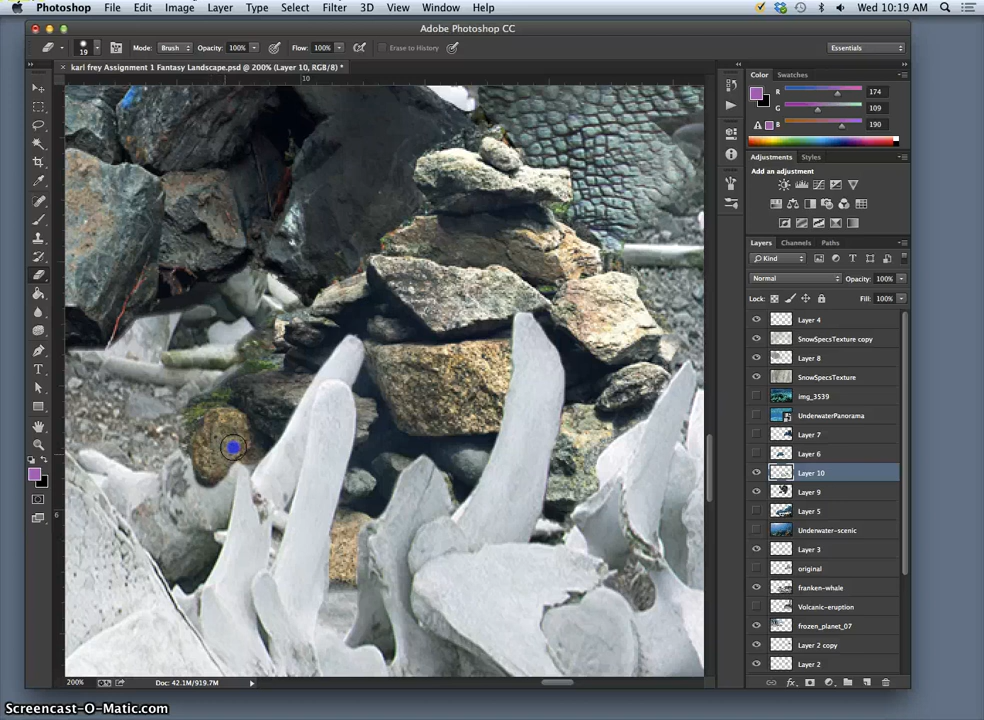 Photoshop File Edit Image Layer Type Select Filter 3D View Window Help
Wed 10:19 AM
Adobe Photoshop CC
19 Mode: Brush Opacity: 100% Flow: 100% Erase to History Essentials
× karl frey Assignment 1 Fantasy Landscape.psd @ 200% (Layer 10, RGB/8) *
10
6
Color Swatches
R 174
G 109
B 190
Adjustments Styles
Add an adjustment
Layers Channels Paths
Kind
Normal Opacity: 100%
Lock: Fill: 100%
Layer 4
SnowSpecsTexture copy
Layer 8
SnowSpecsTexture
img_3539
UnderwaterPanorama
Layer 7
Layer 6
Layer 10
Layer 9
Layer 5
Underwater-scenic
Layer 3
original
franken-whale
Volcanic-eruption
frozen_planet_07
Layer 2 copy
Layer 2
200% Doc: 42.1M/919.7M
Screencast-O-Matic.com